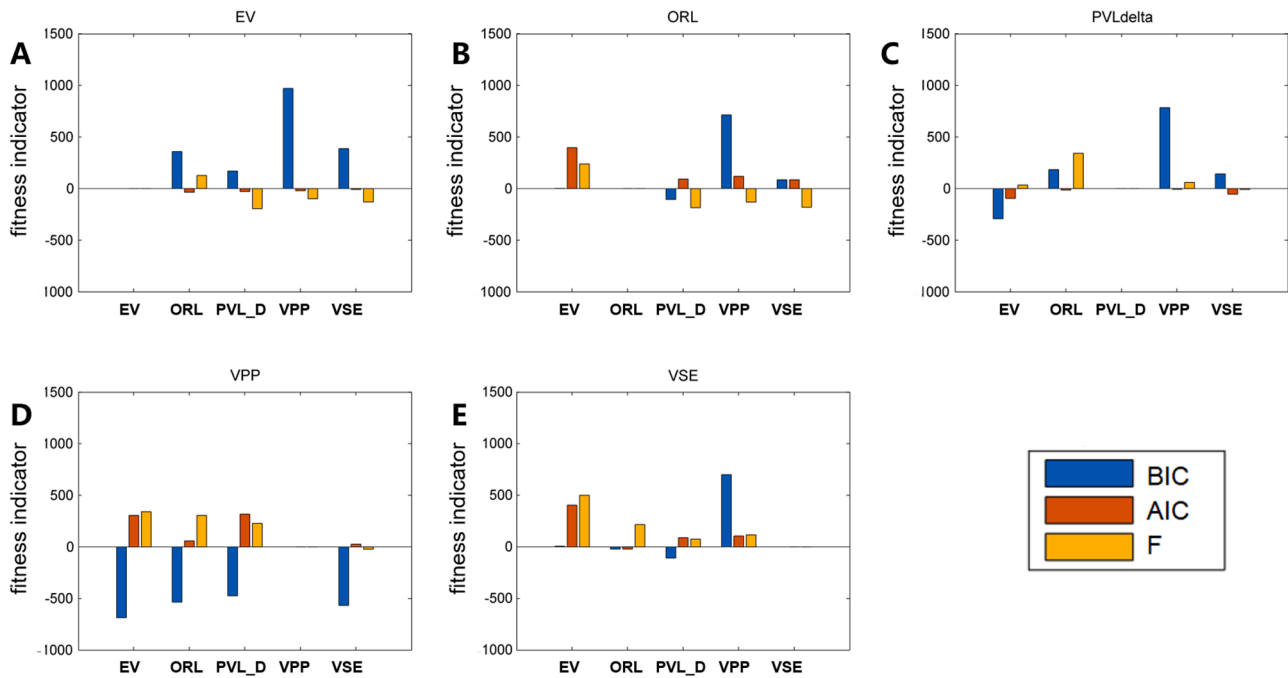 A
EV
fitness indicator
1500
1000
500
0
-500
1000
EV ORL PVL_D VPP VSE
B
ORL
fitness indicator
1500
1000
500
0
-500
1000
EV ORL PVL_D VPP VSE
C
PVLdelta
fitness indicator
1500
1000
500
0
-500
1000
EV ORL PVL_D VPP VSE
D
VPP
fitness indicator
1500
1000
500
0
-500
-1000
EV ORL PVL_D VPP VSE
E
VSE
fitness indicator
1500
1000
500
0
-500
-1000
EV ORL PVL_D VPP VSE
BIC
AIC
F